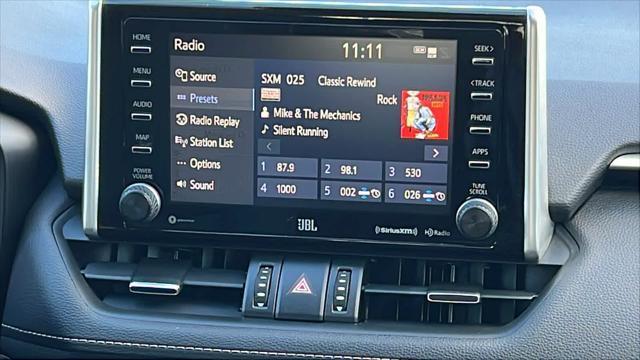 HOME
MENU
AUDIO
MAP
POWER
VOLUME
Radio
11:11
Source
Presets
Radio Replay
Station List
Options
Sound
SXM 025 Classic Rewind
Rock
Mike & The Mechanics
Silent Running
1 87.9
2 98.1
3 530
4 1000
5 002
6 026
SEEK>
<TRACK
PHONE
APPS
TUNE
SCROLL
JBL
SiriusXM
HD Radio